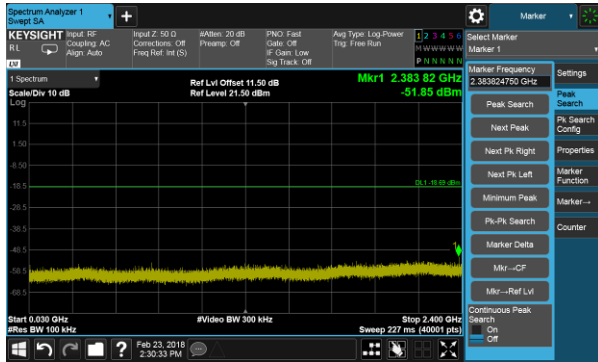 Spectrum Analyzer 1
Swept SA
+
Marker
KEYSIGHT
RL
Input: RF
Coupling: AC
Align: Auto
Input Z: 50 Ω
Corrections: Off
Freq Ref: Int (S)
#Atten: 20 dB
Preamp: Off
PNO: Fast
Gate: Off
IF Gain: Low
Sig Track: Off
Avg Type: Log-Power
Trig: Free Run
1 2 3 4 5 6
M W W W W W
P N N N N N
Select Marker
Marker 1
1 Spectrum
Scale/Div 10 dB
Log
Ref Lvl Offset 11.50 dB
Ref Level 21.50 dBm
Mkr1 2.383 82 GHz
-51.85 dBm
11.5
1.50
-8.50
-18.5
-28.5
-38.5
-48.5
-58.5
-68.5
DL1 -18.69 dBm
1
Start 0.030 GHz
#Res BW 100 kHz
#Video BW 300 kHz
Stop 2.400 GHz
Sweep 227 ms (40001 pts)
Marker Frequency
2.383824750 GHz
Peak Search
Next Peak
Next Pk Right
Next Pk Left
Minimum Peak
Pk-Pk Search
Marker Delta
Mkr→CF
Mkr→Ref Lvl
Continuous Peak
Search
On
Off
Settings
Peak
Search
Pk Search
Config
Properties
Marker
Function
Marker→
Counter
?
Feb 23, 2018
2:30:33 PM